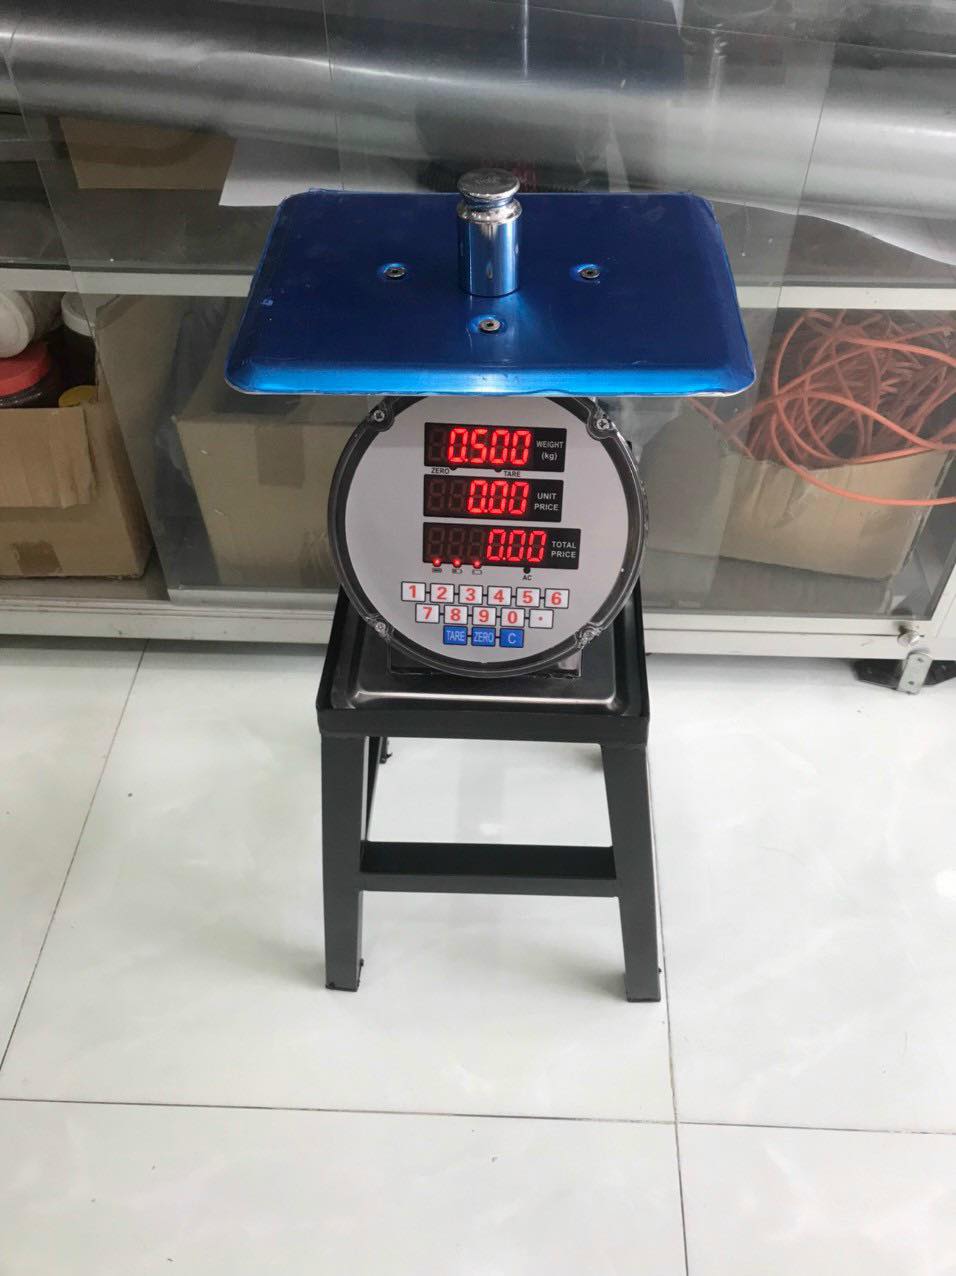 0.500 WEIGHT (kg)
ZERO TARE
0.00 UNIT PRICE
0.00 TOTAL PRICE
AC
1 2 3 4 5 6
7 8 9 0 .
TARE ZERO C